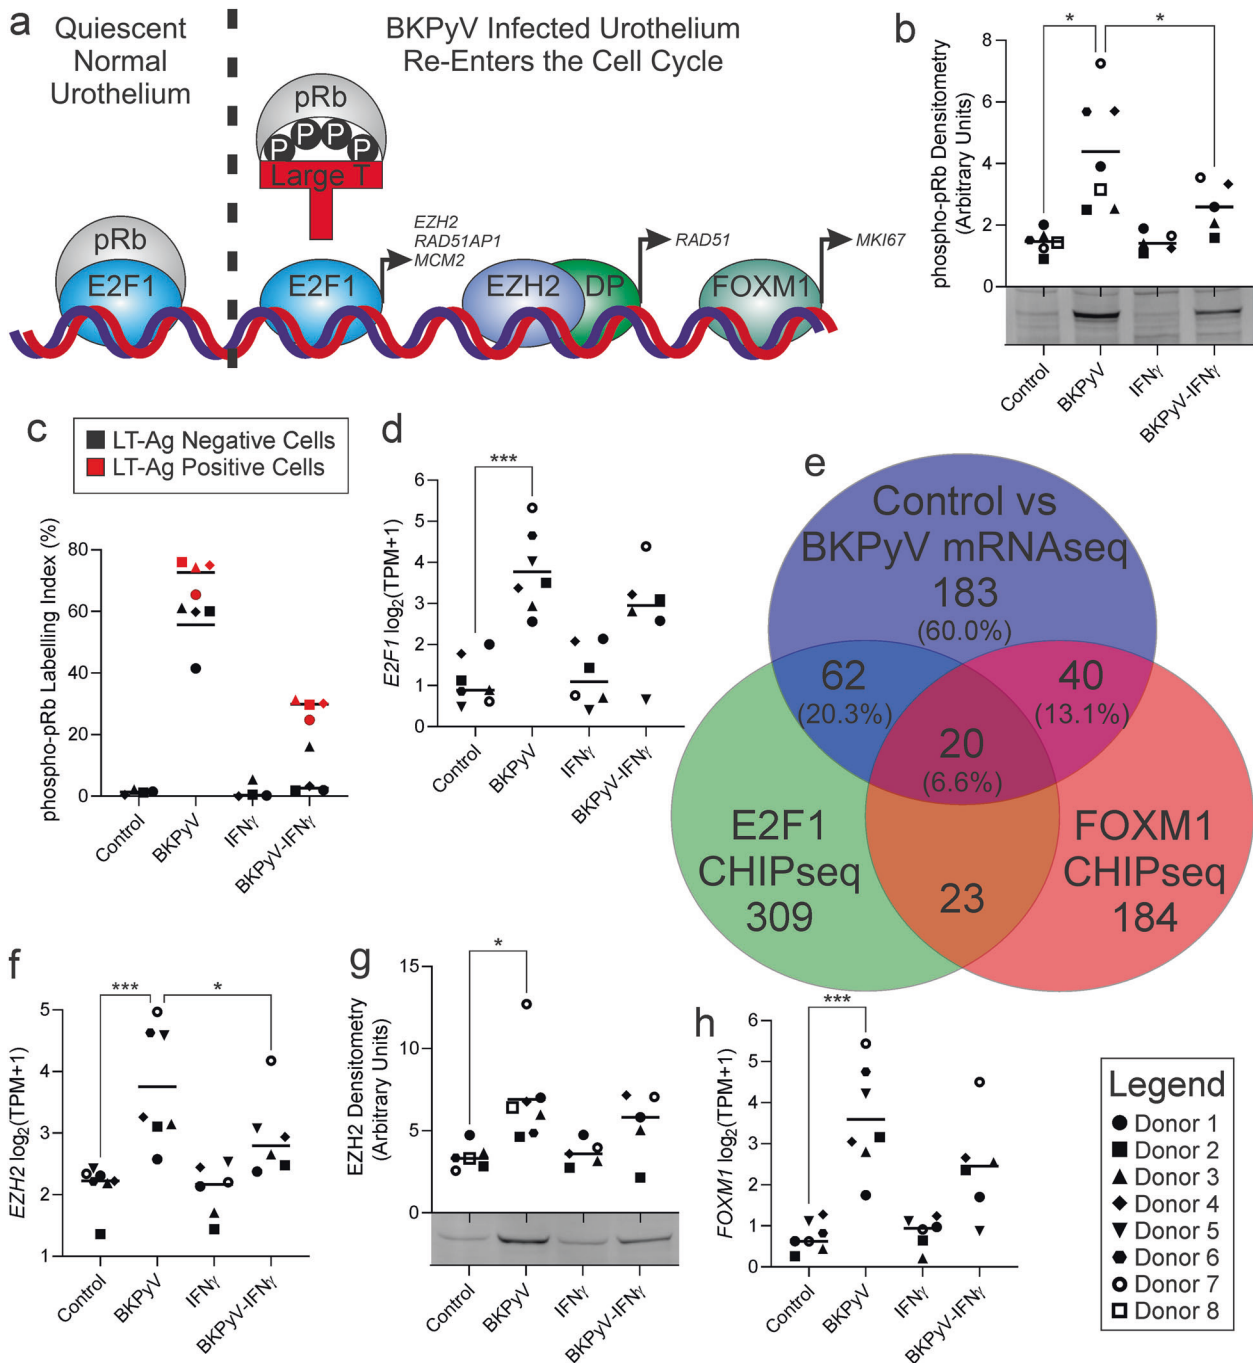 a
Quiescent
Normal
Urothelium
BKPyV Infected Urothelium
Re-Enters the Cell Cycle
pRb
P P P P
Large T
pRb
E2F1
E2F1
EZH2
RAD51AP1
MCM2
EZH2
DP
RAD51
FOXM1
MKI67
b
phospho-pRb Densitometry
(Arbitrary Units)
8
6
4
2
0
*
*
Control
BKPyV
IFNγ
BKPyV-IFNγ
c
LT-Ag Negative Cells
LT-Ag Positive Cells
phospho-pRb Labelling Index (%)
80
60
40
20
0
Control
BKPyV
IFNγ
BKPyV-IFNγ
d
E2F1 log₂(TPM+1)
6
5
4
3
2
1
0
***
Control
BKPyV
IFNγ
BKPyV-IFNγ
e
Control vs
BKPyV mRNAseq
183
(60.0%)
62
(20.3%)
40
(13.1%)
20
(6.6%)
E2F1
CHIPseq
309
23
FOXM1
CHIPseq
184
f
EZH2 log₂(TPM+1)
5
4
3
2
1
***
*
Control
BKPyV
IFNγ
BKPyV-IFNγ
g
EZH2 Densitometry
(Arbitrary Units)
15
10
5
0
*
Control
BKPyV
IFNγ
BKPyV-IFNγ
h
FOXM1 log₂(TPM+1)
6
5
4
3
2
1
0
***
Control
BKPyV
IFNγ
BKPyV-IFNγ
Legend
Donor 1
Donor 2
Donor 3
Donor 4
Donor 5
Donor 6
Donor 7
Donor 8